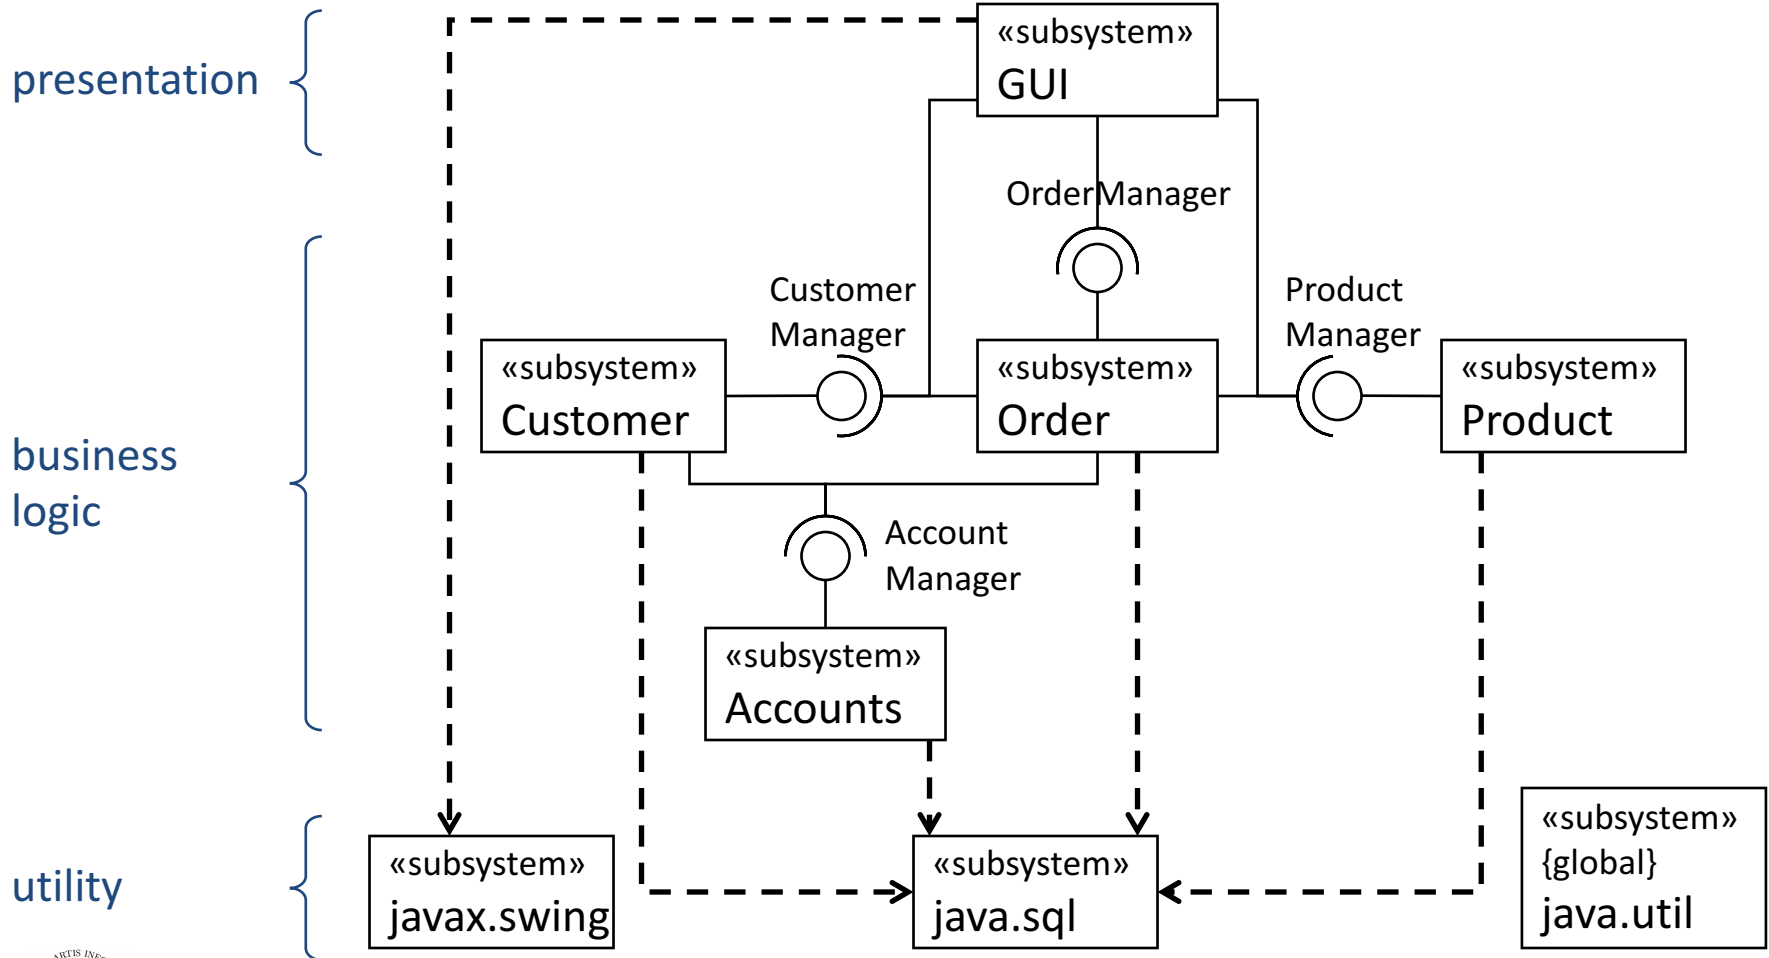 «subsystem»
GUI
presentation
OrderManager
Customer
Manager
Product
Manager
«subsystem»
Customer
«subsystem»
Order
«subsystem»
Product
business
logic
Account
Manager
«subsystem»
Accounts
«subsystem»
javax.swing
«subsystem»
java.sql
«subsystem»
{global}
java.util
utility